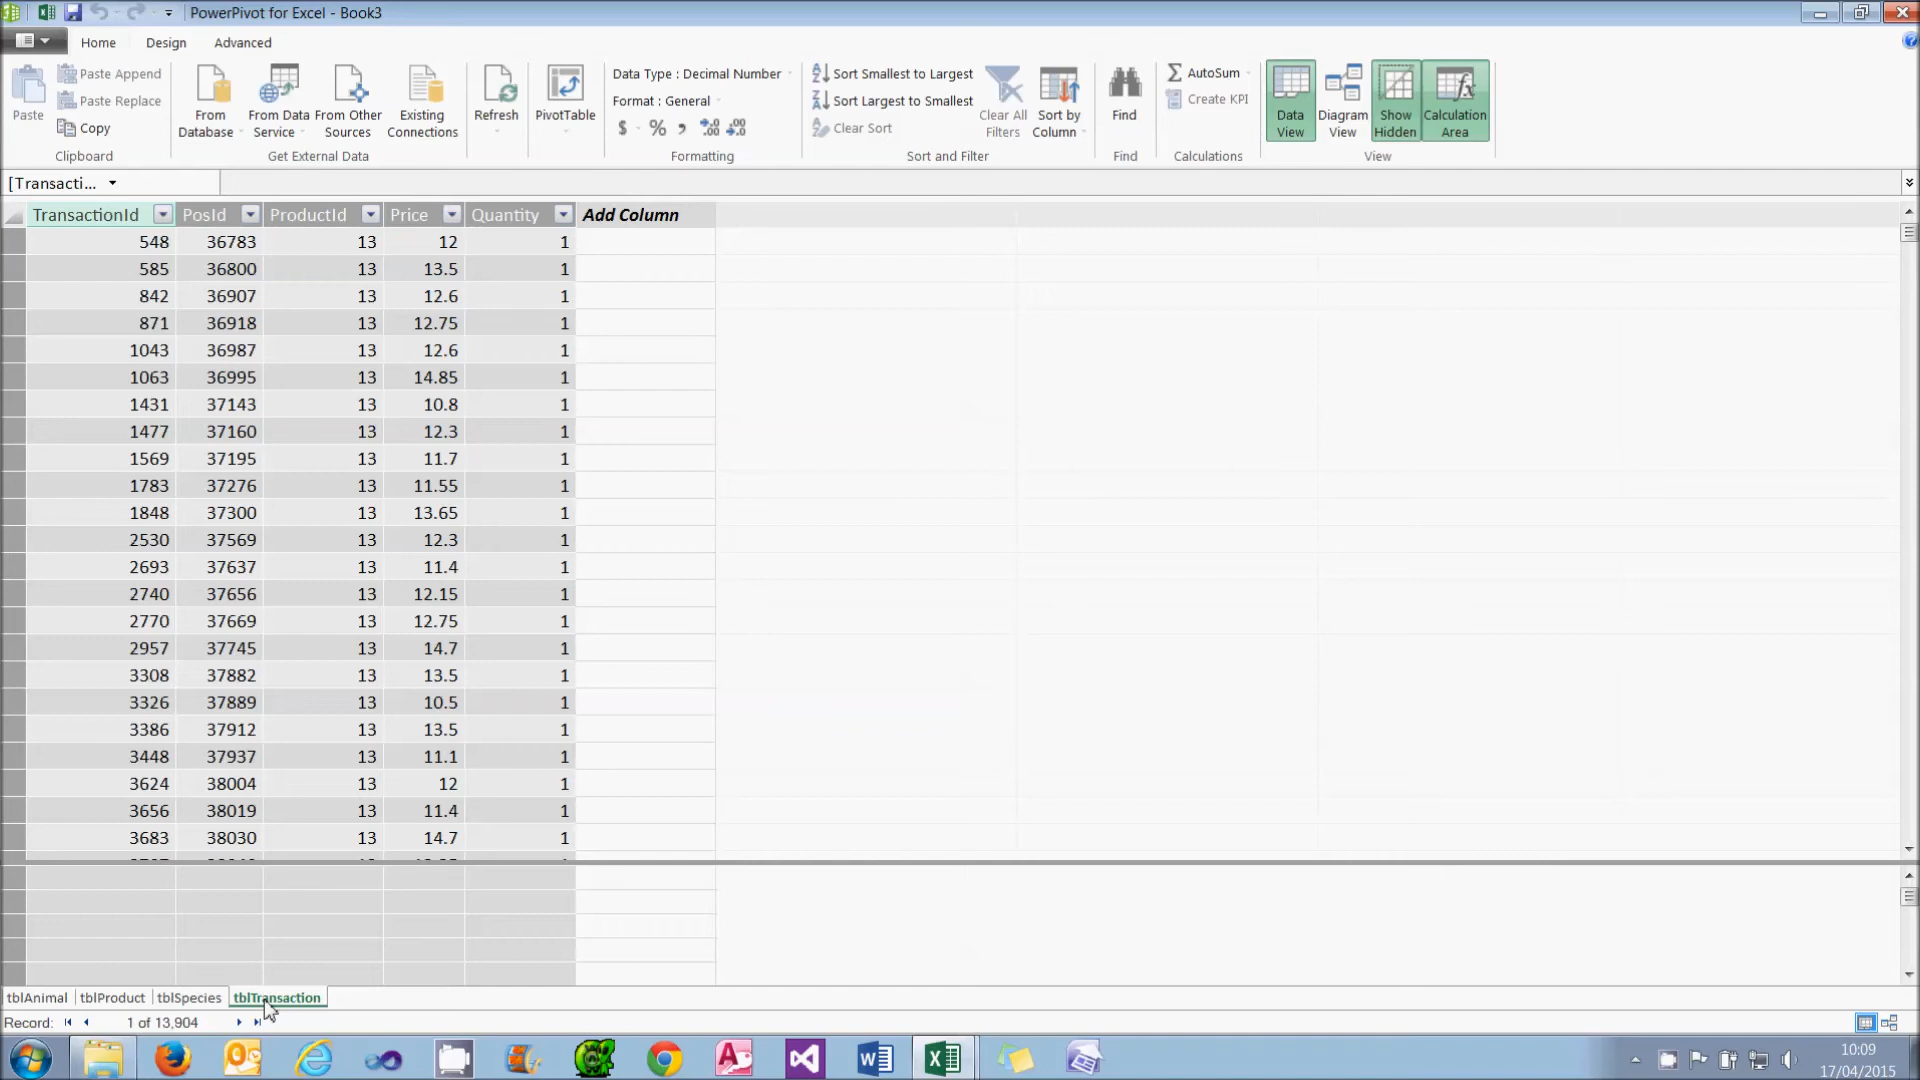 PowerPivot for Excel - Book3
Home Design Advanced
Paste
Paste Append
Paste Replace
Copy
Clipboard
From Database
From Data Service
From Other Sources
Existing Connections
Get External Data
Refresh
PivotTable
Data Type : Decimal Number
Format : General
$ % ,
Formatting
Sort Smallest to Largest
Sort Largest to Smallest
Clear Sort
Clear All Filters
Sort by Column
Sort and Filter
Find
Find
AutoSum
Create KPI
Calculations
Data View
Diagram View
Show Hidden
Calculation Area
View
[Transacti...
TransactionId PosId ProductId Price Quantity Add Column
548 36783 13 12 1
585 36800 13 13.5 1
842 36907 13 12.6 1
871 36918 13 12.75 1
1043 36987 13 12.6 1
1063 36995 13 14.85 1
1431 37143 13 10.8 1
1477 37160 13 12.3 1
1569 37195 13 11.7 1
1783 37276 13 11.55 1
1848 37300 13 13.65 1
2530 37569 13 12.3 1
2693 37637 13 11.4 1
2740 37656 13 12.15 1
2770 37669 13 12.75 1
2957 37745 13 14.7 1
3308 37882 13 13.5 1
3326 37889 13 10.5 1
3386 37912 13 13.5 1
3448 37937 13 11.1 1
3624 38004 13 12 1
3656 38019 13 11.4 1
3683 38030 13 14.7 1
tblAnimal tblProduct tblSpecies tblTransaction
Record: 1 of 13,904
10:09
17/04/2015